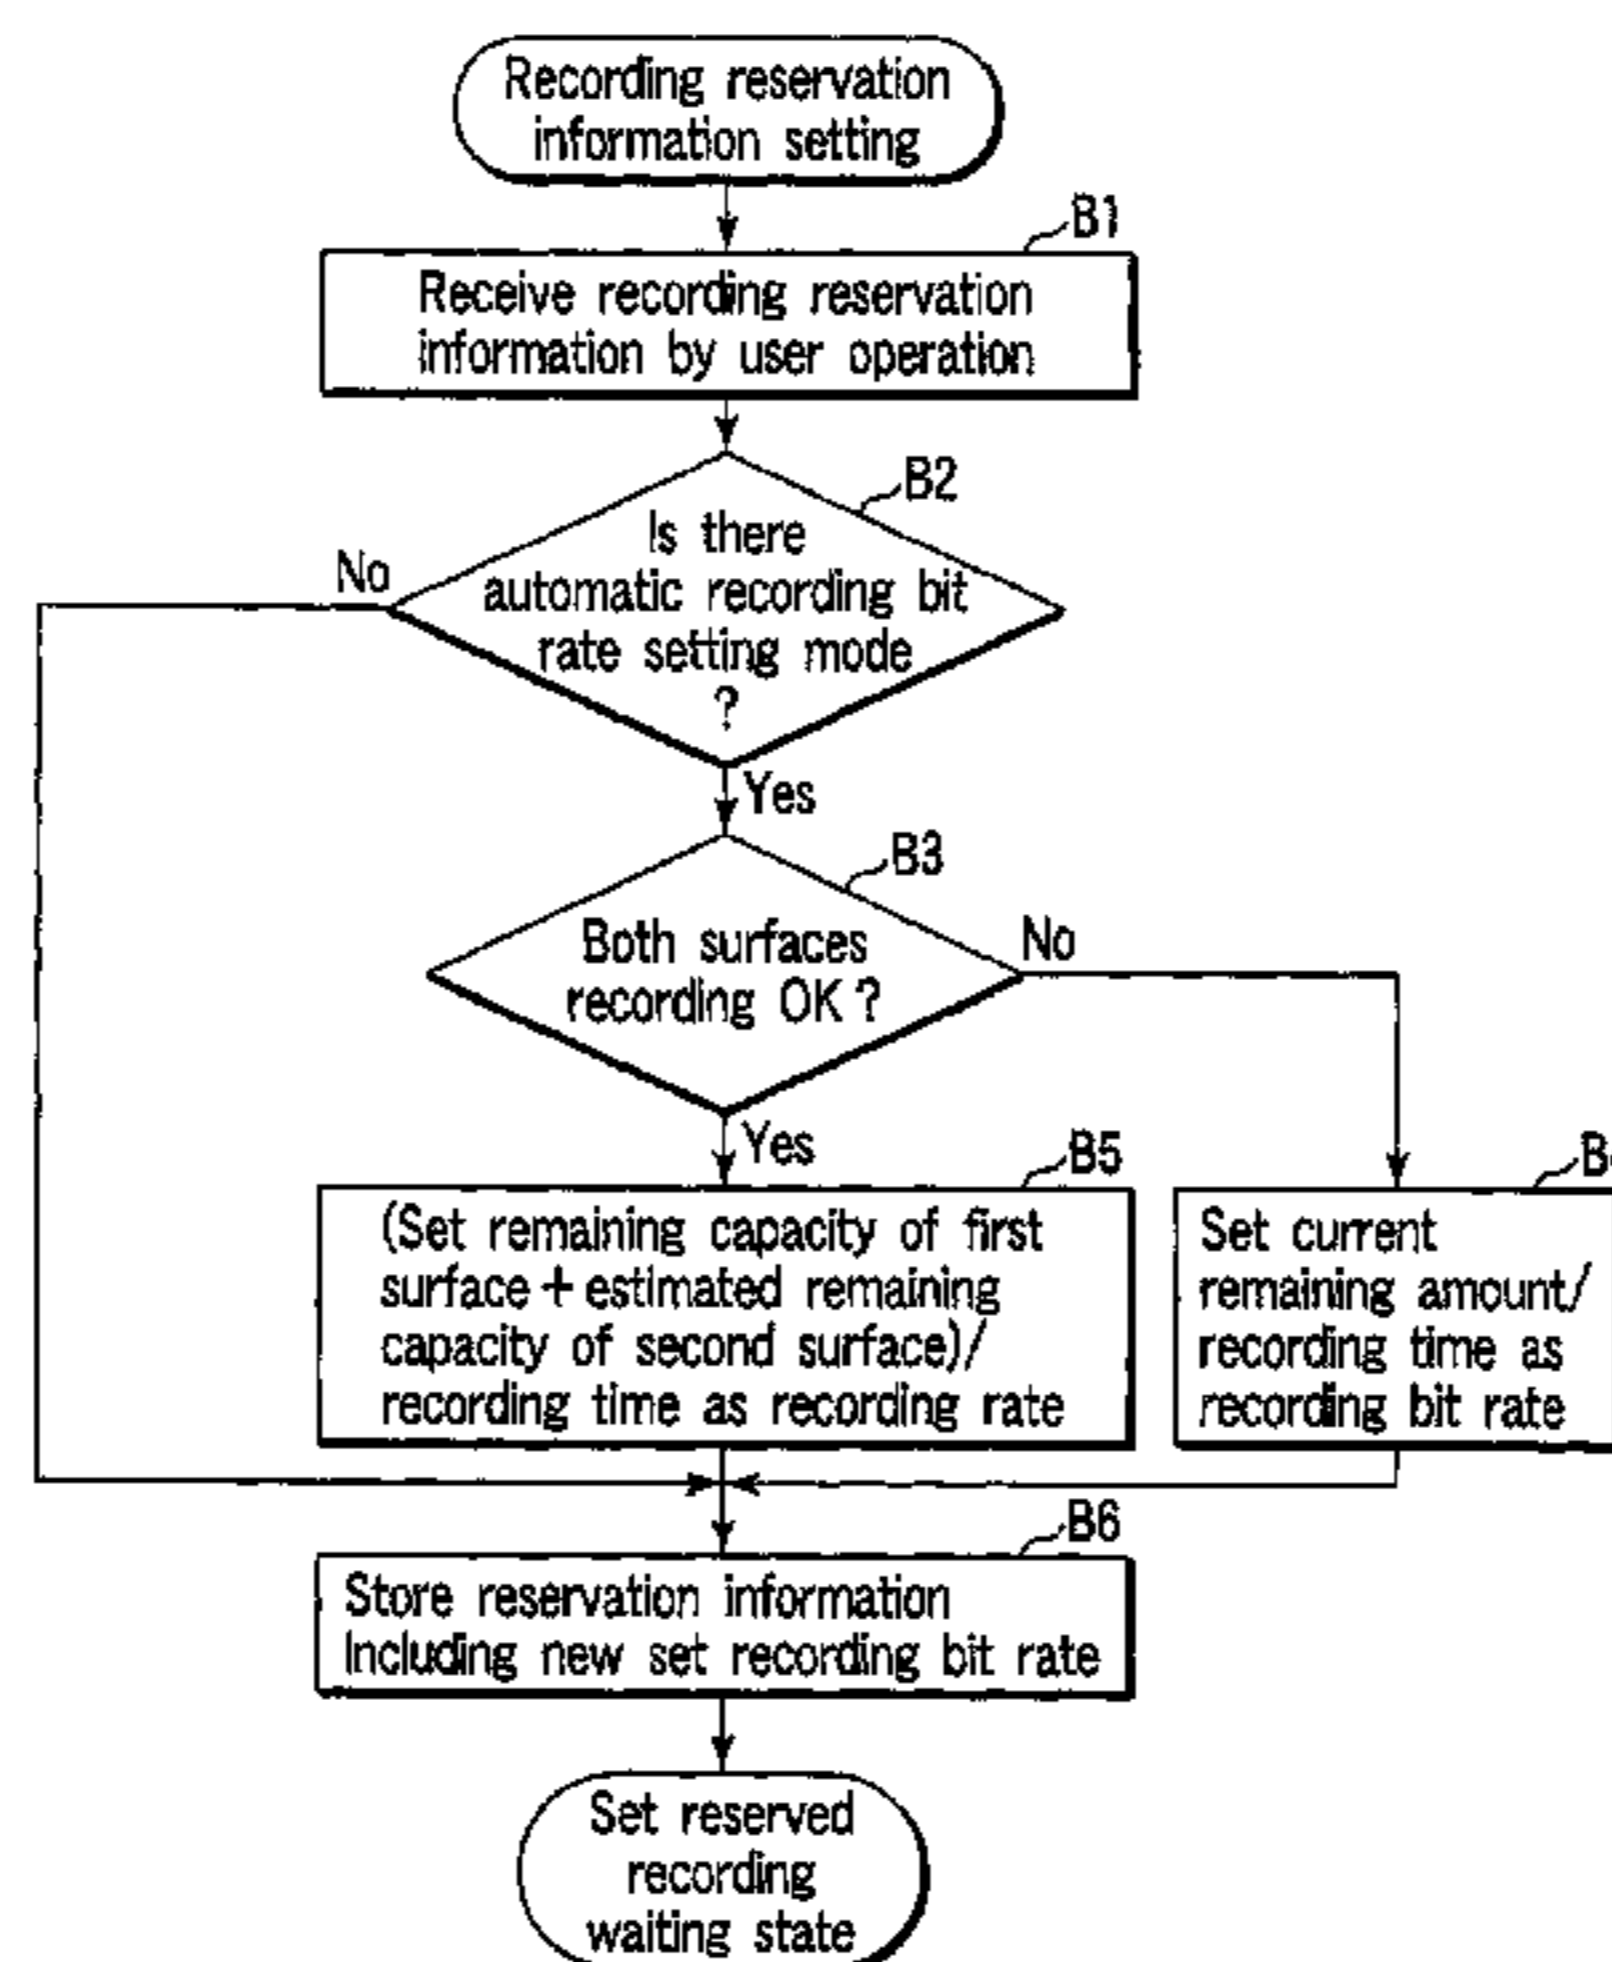 Recording reservation
information setting
B1
Receive recording reservation
information by user operation
B2
Is there
automatic recording bit
rate setting mode
?
No
Yes
B3
Both surfaces
recording OK ?
No
Yes
B5
(Set remaining capacity of first
surface + estimated remaining
capacity of second surface)/
recording time as recording rate
Set current
remaining amount/
recording time as
recording bit rate
B6
Store reservation information
Including new set recording bit rate
Set reserved
recording
waiting state